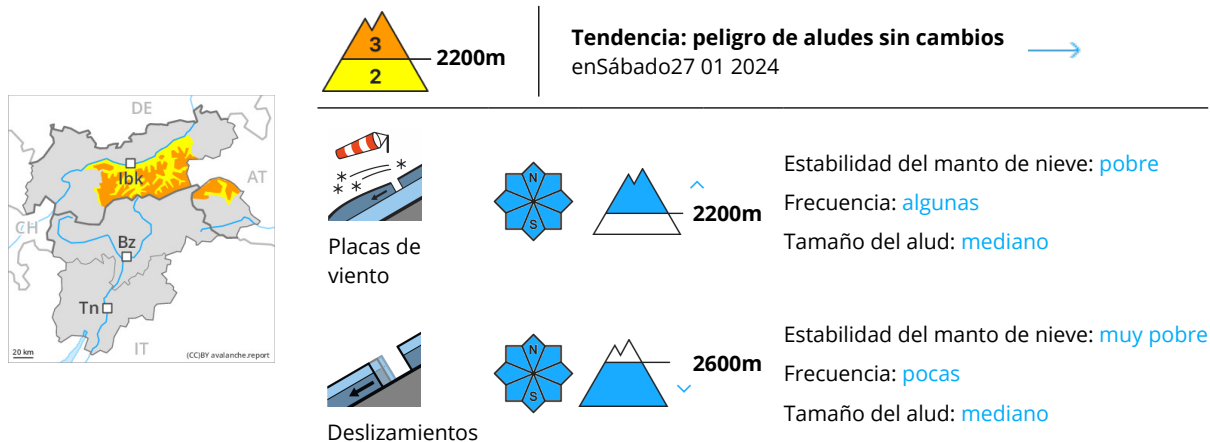 3
2
2200m
Tendencia: peligro de aludes sin cambios
enSábado27 01 2024
DE
Ibk
AT
CH
Bz
Tn
IT
20 km
(CC)BY avalanche.report
N
S
2200m
Placas de
viento
Estabilidad del manto de nieve: pobre
Frecuencia: algunas
Tamaño del alud: mediano
N
S
2600m
Deslizamientos
Estabilidad del manto de nieve: muy pobre
Frecuencia: pocas
Tamaño del alud: mediano